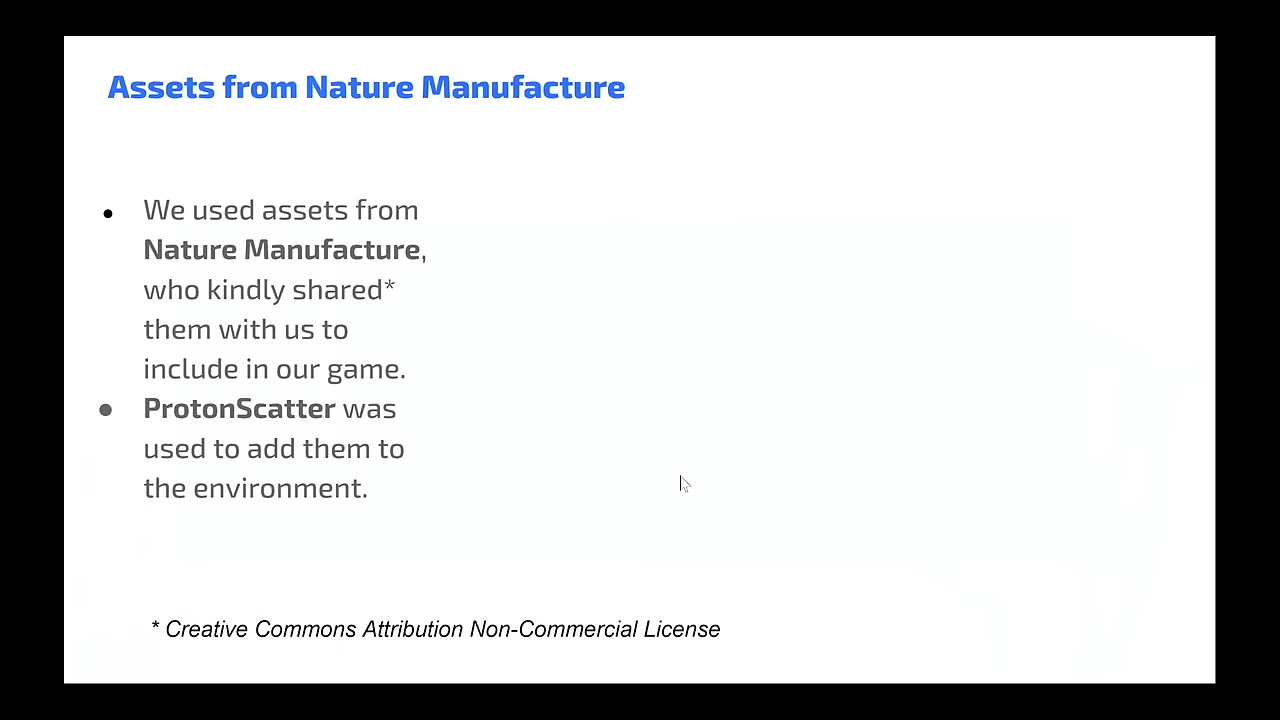 Assets from Nature Manufacture
● We used assets from
Nature Manufacture,
who kindly shared*
them with us to
include in our game.
● ProtonScatter was
used to add them to
the environment.
* Creative Commons Attribution Non-Commercial License